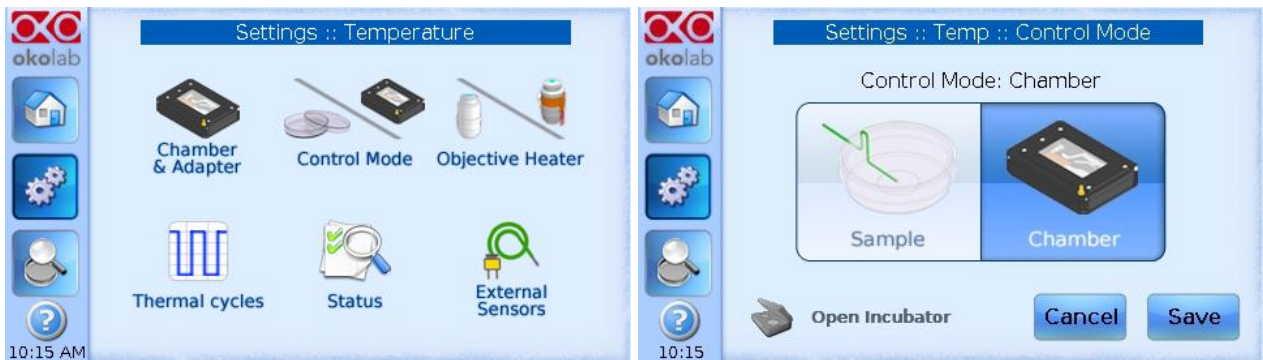 okolab
Settings :: Temperature
Chamber
& Adapter
Control Mode
Objective Heater
Thermal cycles
Status
External
Sensors
?
10:15 AM
okolab
Settings :: Temp :: Control Mode
Control Mode: Chamber
Sample
Chamber
Open Incubator
Cancel
Save
?
10:15